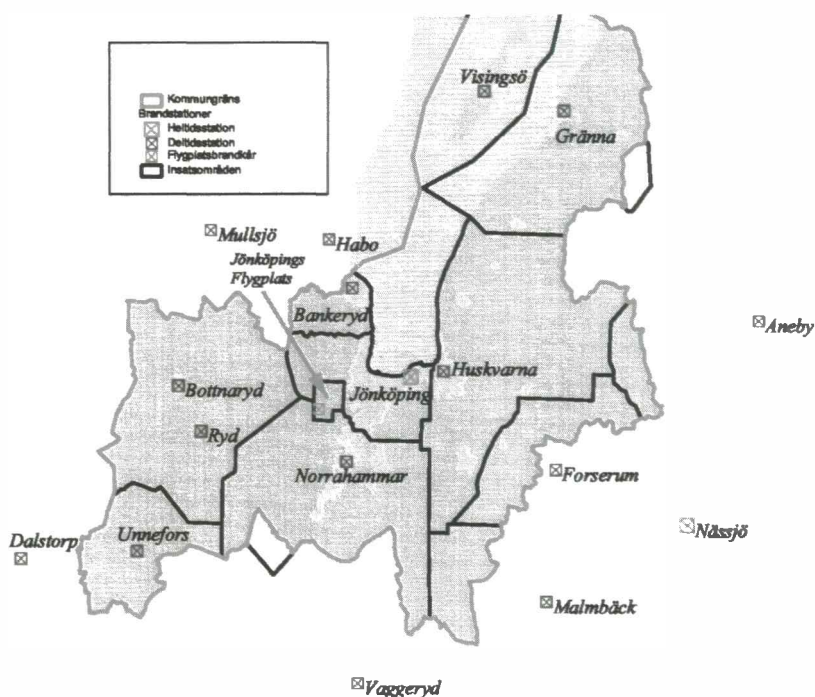 Kommungräns
Brandstationer
Heltidsstation
Deltidsstation
Flygplatsbrandkår
Insatsområden
Visingsö
Gränna
Mullsjö
Habo
Jönköpings
Flygplats
Bankeryd
Aneby
Huskvarna
Bottnaryd
Jönköping
Ryd
Norrahammar
Forserum
Nässjö
Unnefors
Dalstorp
Malmbäck
Vaggeryd